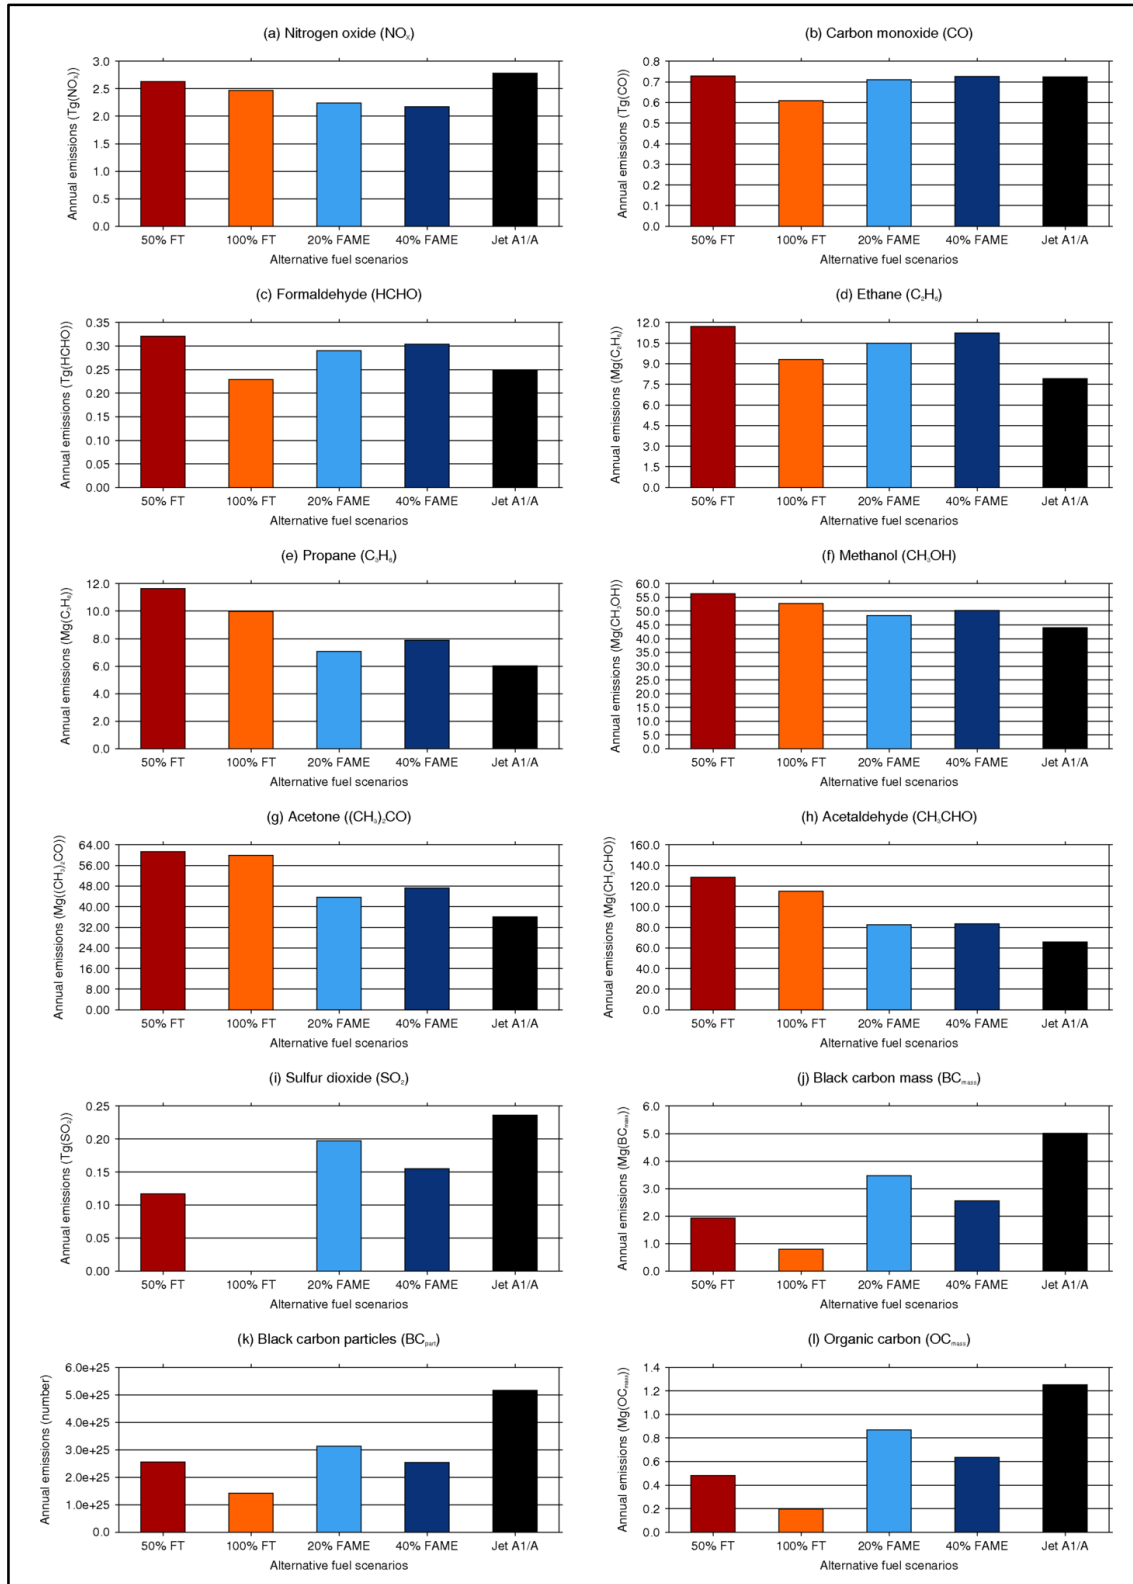 (a) Nitrogen oxide (NOₓ)
Annual emissions (Tg(NOₓ))
3.0
2.5
2.0
1.5
1.0
0.5
0.0
50% FT 100% FT 20% FAME 40% FAME Jet A1/A
Alternative fuel scenarios
(b) Carbon monoxide (CO)
Annual emissions (Tg(CO))
0.8
0.7
0.6
0.5
0.4
0.3
0.2
0.1
0.0
50% FT 100% FT 20% FAME 40% FAME Jet A1/A
Alternative fuel scenarios
(c) Formaldehyde (HCHO)
Annual emissions (Tg(HCHO))
0.35
0.30
0.25
0.20
0.15
0.10
0.05
0.00
50% FT 100% FT 20% FAME 40% FAME Jet A1/A
Alternative fuel scenarios
(d) Ethane (C₂H₆)
Annual emissions (Mg(C₂H₆))
12.0
10.5
9.0
7.5
6.0
4.5
3.0
1.5
0.0
50% FT 100% FT 20% FAME 40% FAME Jet A1/A
Alternative fuel scenarios
(e) Propane (C₃H₈)
Annual emissions (Mg(C₃H₈))
12.0
10.0
8.0
6.0
4.0
2.0
0.0
50% FT 100% FT 20% FAME 40% FAME Jet A1/A
Alternative fuel scenarios
(f) Methanol (CH₃OH)
Annual emissions (Mg(CH₃OH))
60.0
55.0
50.0
45.0
40.0
35.0
30.0
25.0
20.0
15.0
10.0
5.0
0.0
50% FT 100% FT 20% FAME 40% FAME Jet A1/A
Alternative fuel scenarios
(g) Acetone ((CH₃)₂CO)
Annual emissions (Mg((CH₃)₂CO))
64.00
56.00
48.00
40.00
32.00
24.00
16.00
8.00
0.00
50% FT 100% FT 20% FAME 40% FAME Jet A1/A
Alternative fuel scenarios
(h) Acetaldehyde (CH₃CHO)
Annual emissions (Mg(CH₃CHO))
160.0
140.0
120.0
100.0
80.0
60.0
40.0
20.0
0.0
50% FT 100% FT 20% FAME 40% FAME Jet A1/A
Alternative fuel scenarios
(i) Sulfur dioxide (SO₂)
Annual emissions (Tg(SO₂))
0.25
0.20
0.15
0.10
0.05
0.00
50% FT 100% FT 20% FAME 40% FAME Jet A1/A
Alternative fuel scenarios
(j) Black carbon mass (BCmass)
Annual emissions (Mg(BCmass))
6.0
5.0
4.0
3.0
2.0
1.0
0.0
50% FT 100% FT 20% FAME 40% FAME Jet A1/A
Alternative fuel scenarios
(k) Black carbon particles (BCpart)
Annual emissions (number)
6.0e+25
5.0e+25
4.0e+25
3.0e+25
2.0e+25
1.0e+25
0.0
50% FT 100% FT 20% FAME 40% FAME Jet A1/A
Alternative fuel scenarios
(l) Organic carbon (OCmass)
Annual emissions (Mg(OCmass))
1.4
1.2
1.0
0.8
0.6
0.4
0.2
0.0
50% FT 100% FT 20% FAME 40% FAME Jet A1/A
Alternative fuel scenarios